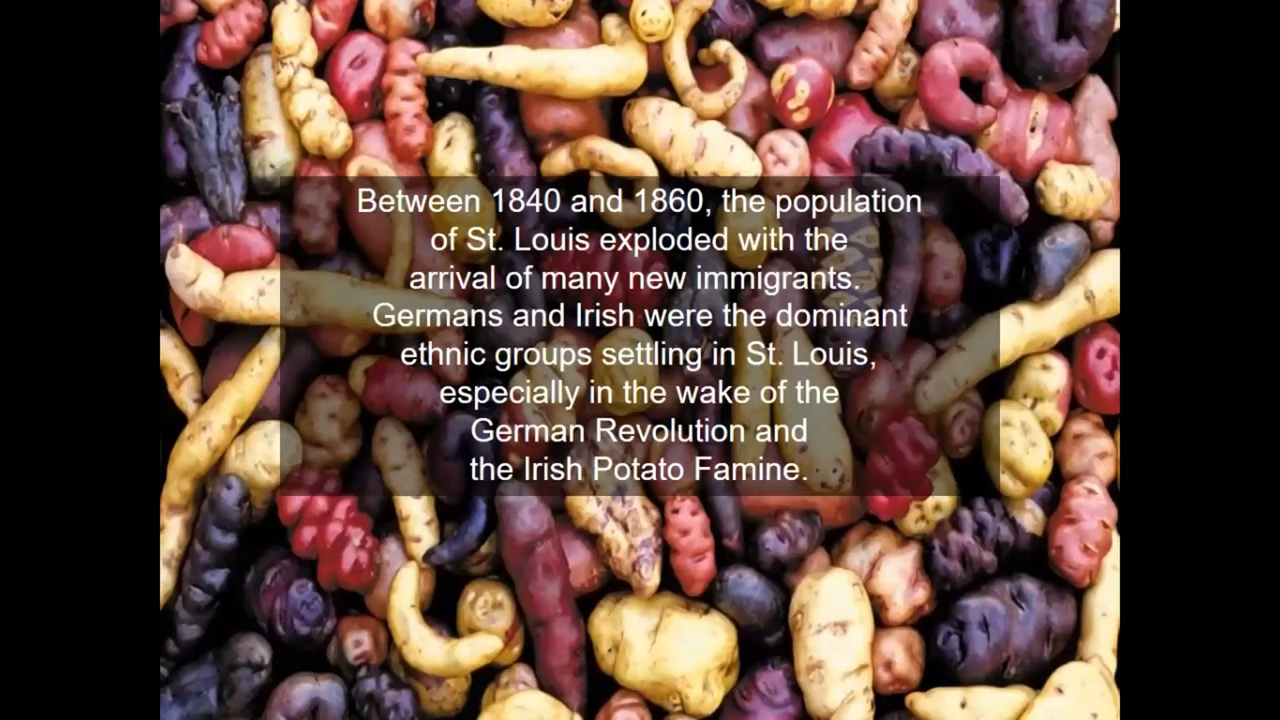 Between 1840 and 1860, the population
of St. Louis exploded with the
arrival of many new immigrants.
Germans and Irish were the dominant
ethnic groups settling in St. Louis,
especially in the wake of the
German Revolution and
the Irish Potato Famine.